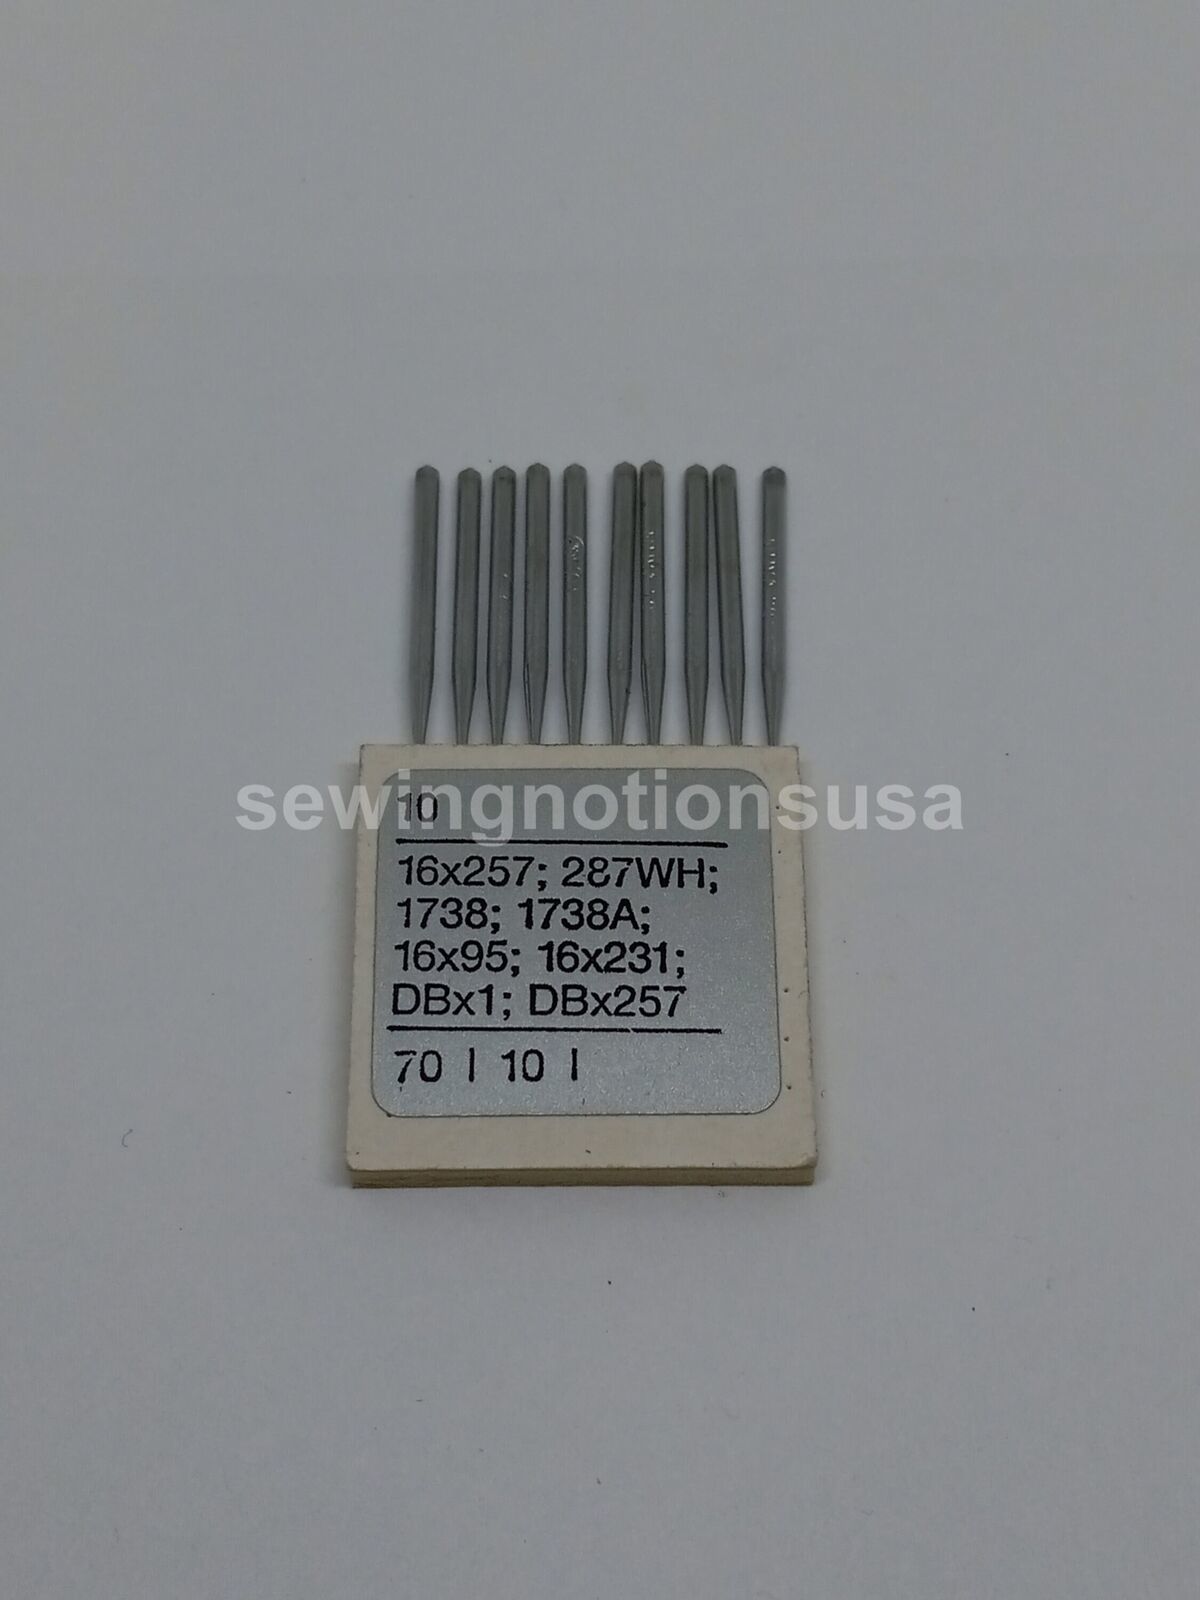 sewingnotionsusa
10
16x257; 287WH;
1738; 1738A;
16x95; 16x231;
DBx1; DBx257
70 | 10 |